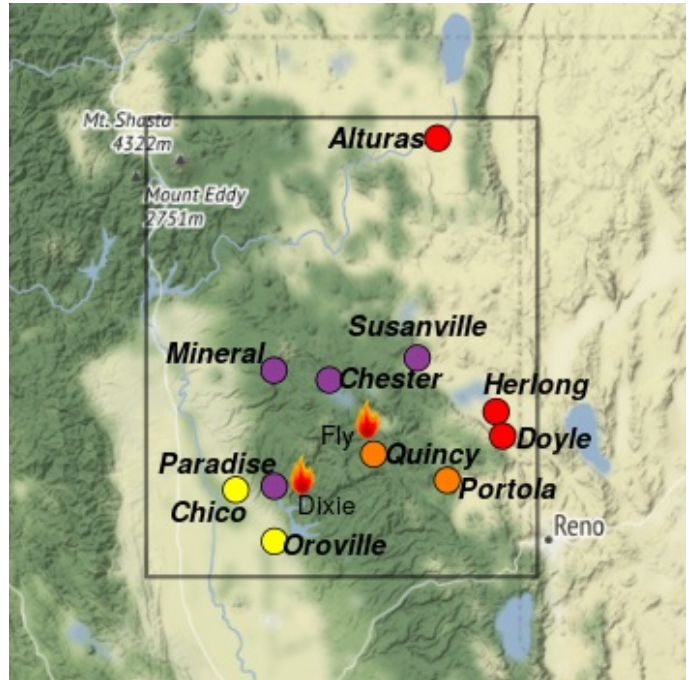 Mt. Shasta
4322m
Alturas
Mount Eddy
2751m
Susanville
Mineral
Chester
Herlong
Fly
Doyle
Quincy
Paradise
Portola
Chico
Dixie
Reno
Oroville